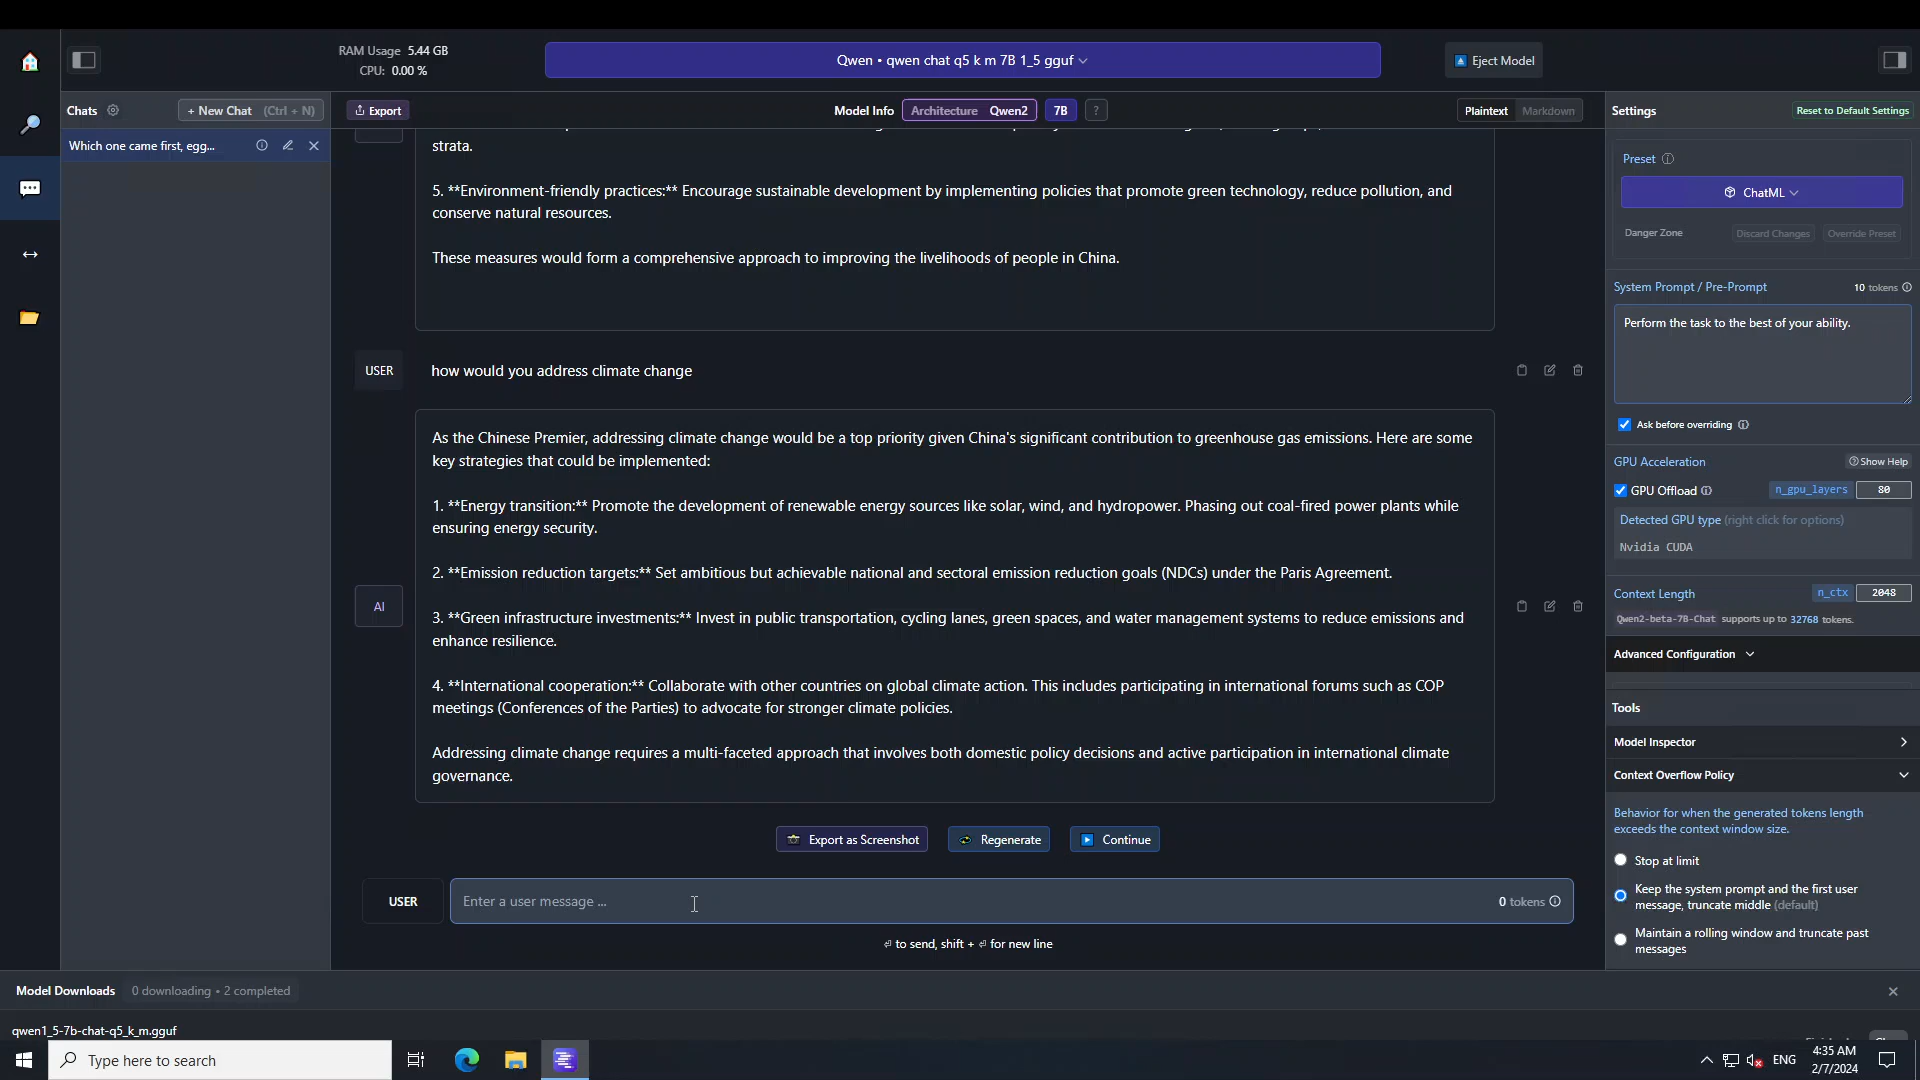 RAM Usage 5.44 GB
CPU: 0.00 %
Qwen • qwen chat q5 k m 7B 1_5 gguf
Eject Model
Chats
+ New Chat (Ctrl + N)
Export
Model Info Architecture Qwen2 7B ?
Plaintext Markdown
Settings
Reset to Default Settings
Which one came first, egg...
strata.
5. **Environment-friendly practices:** Encourage sustainable development by implementing policies that promote green technology, reduce pollution, and
conserve natural resources.
These measures would form a comprehensive approach to improving the livelihoods of people in China.
USER
how would you address climate change
AI
As the Chinese Premier, addressing climate change would be a top priority given China's significant contribution to greenhouse gas emissions. Here are some
key strategies that could be implemented:
1. **Energy transition:** Promote the development of renewable energy sources like solar, wind, and hydropower. Phasing out coal-fired power plants while
ensuring energy security.
2. **Emission reduction targets:** Set ambitious but achievable national and sectoral emission reduction goals (NDCs) under the Paris Agreement.
3. **Green infrastructure investments:** Invest in public transportation, cycling lanes, green spaces, and water management systems to reduce emissions and
enhance resilience.
4. **International cooperation:** Collaborate with other countries on global climate action. This includes participating in international forums such as COP
meetings (Conferences of the Parties) to advocate for stronger climate policies.
Addressing climate change requires a multi-faceted approach that involves both domestic policy decisions and active participation in international climate
governance.
Export as Screenshot
Regenerate
Continue
USER
Enter a user message ...
0 tokens
⏎ to send, shift + ⏎ for new line
Preset
ChatML
Danger Zone
Discard Changes
Override Preset
System Prompt / Pre-Prompt
10 tokens
Perform the task to the best of your ability.
Ask before overriding
GPU Acceleration
Show Help
GPU Offload
n_gpu_layers 80
Detected GPU type (right click for options)
Nvidia CUDA
Context Length
n_ctx 2048
Qwen2-beta-7B-Chat supports up to 32768 tokens.
Advanced Configuration
Tools
Model Inspector
Context Overflow Policy
Behavior for when the generated tokens length
exceeds the context window size.
Stop at limit
Keep the system prompt and the first user
message, truncate middle (default)
Maintain a rolling window and truncate past
messages
Model Downloads 0 downloading • 2 completed
qwen1_5-7b-chat-q5_k_m.gguf
Type here to search
ENG
4:35 AM
2/7/2024